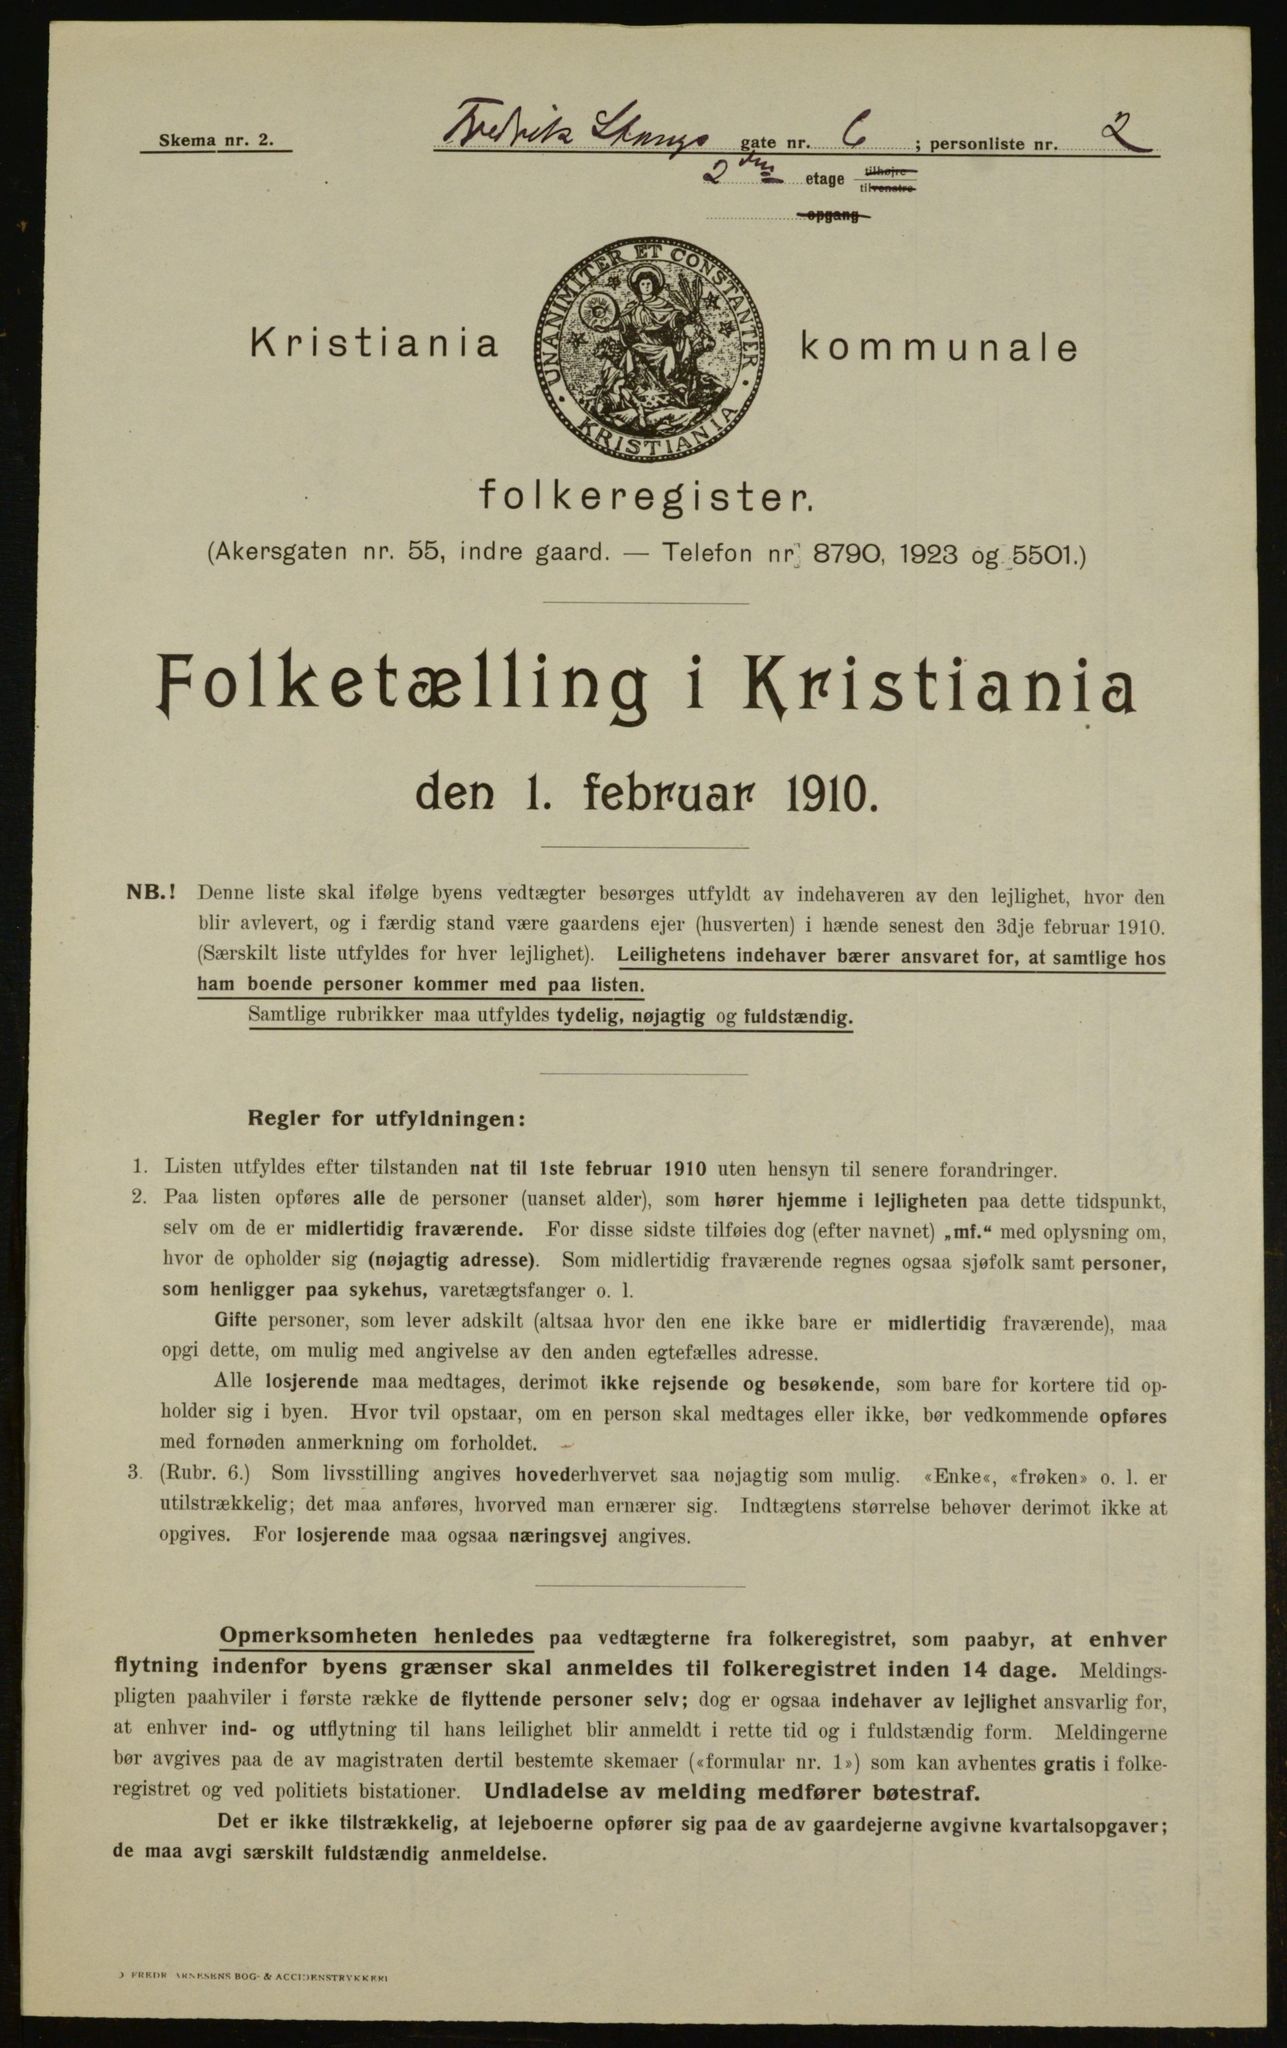 Skema nr. 2.
Fredrik Stangs gate nr. 6 ; personliste nr. 2
2den etage tilhøjre
tilvenstre
opgang
UNANIMITER ET CONSTANTER
KRISTIANIA
Kristiania kommunale
folkeregister.
(Akersgaten nr. 55, indre gaard. — Telefon nr. 8790, 1923 og 5501.)
Folketælling i Kristiania
den 1. februar 1910.
NB.! Denne liste skal ifølge byens vedtægter besørges utfyldt av indehaveren av den lejlighet, hvor den
blir avlevert, og i færdig stand være gaardens ejer (husverten) i hænde senest den 3dje februar 1910.
(Særskilt liste utfyldes for hver lejlighet). Leilighetens indehaver bærer ansvaret for, at samtlige hos
ham boende personer kommer med paa listen.
Samtlige rubrikker maa utfyldes tydelig, nøjagtig og fuldstændig.
Regler for utfyldningen:
1. Listen utfyldes efter tilstanden nat til 1ste februar 1910 uten hensyn til senere forandringer.
2. Paa listen opføres alle de personer (uanset alder), som hører hjemme i lejligheten paa dette tidspunkt,
selv om de er midlertidig fraværende. For disse sidste tilføies dog (efter navnet) „mf.“ med oplysning om,
hvor de opholder sig (nøjagtig adresse). Som midlertidig fraværende regnes ogsaa sjøfolk samt personer,
som henligger paa sykehus, varetægtsfanger o. l.
Gifte personer, som lever adskilt (altsaa hvor den ene ikke bare er midlertidig fraværende), maa
opgi dette, om mulig med angivelse av den anden egtefælles adresse.
Alle losjerende maa medtages, derimot ikke rejsende og besøkende, som bare for kortere tid op-
holder sig i byen. Hvor tvil opstaar, om en person skal medtages eller ikke, bør vedkommende opføres
med fornøden anmerkning om forholdet.
3. (Rubr. 6.) Som livsstilling angives hovederhvervet saa nøjagtig som mulig. «Enke«, «frøken» o. l. er
utilstrækkelig; det maa anføres, hvorved man ernærer sig. Indtægtens størrelse behøver derimot ikke at
opgives. For losjerende maa ogsaa næringsvej angives.
Opmerksomheten henledes paa vedtægterne fra folkeregistret, som paabyr, at enhver
flytning indenfor byens grænser skal anmeldes til folkeregistret inden 14 dage. Meldings-
pligten paahviler i første række de flyttende personer selv; dog er ogsaa indehaver av lejlighet ansvarlig for,
at enhver ind- og utflytning til hans leilighet blir anmeldt i rette tid og i fuldstændig form. Meldingerne
bør avgives paa de av magistraten dertil bestemte skemaer («formular nr. 1») som kan avhentes gratis i folke-
registret og ved politiets bistationer. Undladelse av melding medfører bøtestraf.
Det er ikke tilstrækkelig, at lejeboerne opfører sig paa de av gaardejerne avgivne kvartalsopgaver;
de maa avgi særskilt fuldstændig anmeldelse.
FREDR ARNESENS BOG- & ACCIDENSTRYKKERI